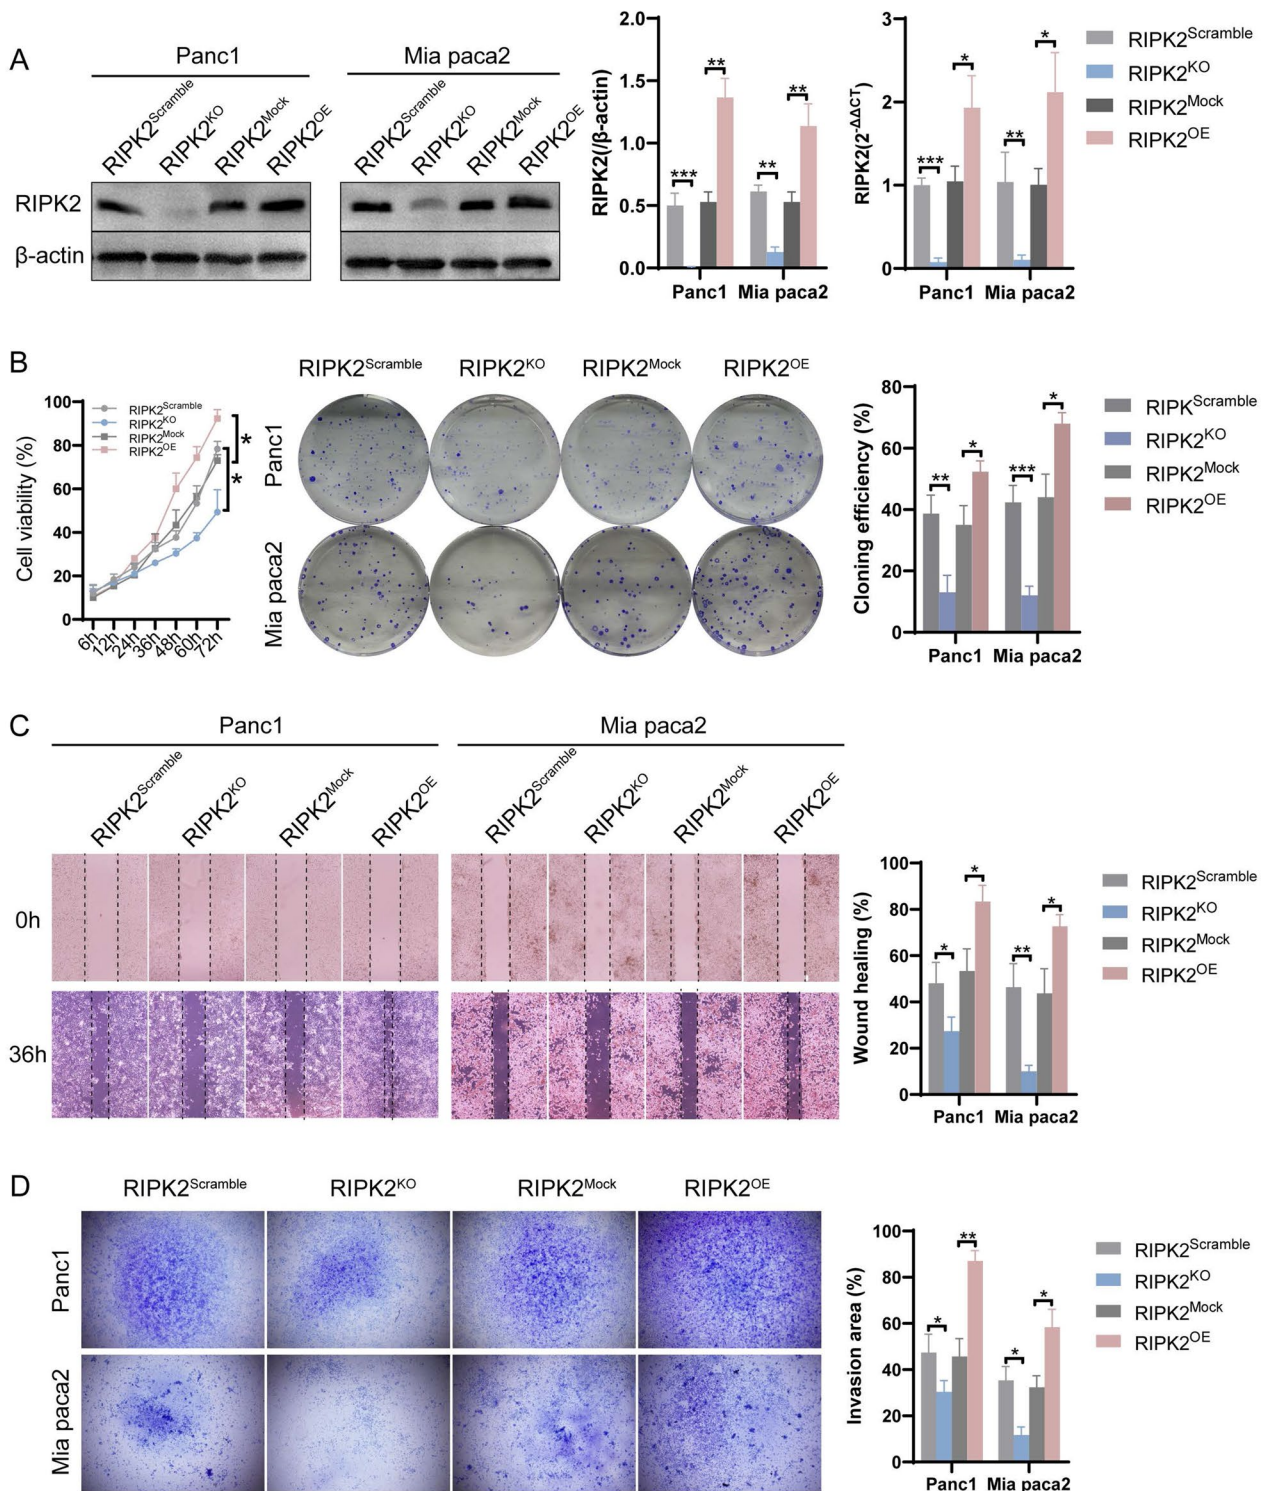 A
Panc1
Mia paca2
RIPK2Scramble
RIPK2KO
RIPK2Mock
RIPK2OE
RIPK2Scramble
RIPK2KO
RIPK2Mock
RIPK2OE
RIPK2
β-actin
RIPK2(/β-actin)
2.0
1.5
1.0
0.5
0.0
***
**
**
**
Panc1 Mia paca2
RIPK2(2-ΔΔCT)
3
2
1
0
***
*
**
*
Panc1 Mia paca2
RIPK2Scramble
RIPK2KO
RIPK2Mock
RIPK2OE
B
Cell viability (%)
100
80
60
40
20
0
RIPK2Scramble
RIPK2KO
RIPK2Mock
RIPK2OE
*
*
6h 12h 24h 36h 48h 60h 72h
RIPK2Scramble RIPK2KO RIPK2Mock RIPK2OE
Panc1
Mia paca2
Cloning efficiency (%)
80
60
40
20
0
**
*
***
*
Panc1 Mia paca2
RIPKScramble
RIPK2KO
RIPK2Mock
RIPK2OE
C
Panc1
Mia paca2
RIPK2Scramble
RIPK2KO
RIPK2Mock
RIPK2OE
RIPK2Scramble
RIPK2KO
RIPK2Mock
RIPK2OE
0h
36h
Wound healing (%)
100
80
60
40
20
0
*
*
**
*
Panc1 Mia paca2
RIPK2Scramble
RIPK2KO
RIPK2Mock
RIPK2OE
D
RIPK2Scramble RIPK2KO RIPK2Mock RIPK2OE
Panc1
Mia paca2
Invasion area (%)
100
80
60
40
20
0
*
**
*
*
Panc1 Mia paca2
RIPK2Scramble
RIPK2KO
RIPK2Mock
RIPK2OE